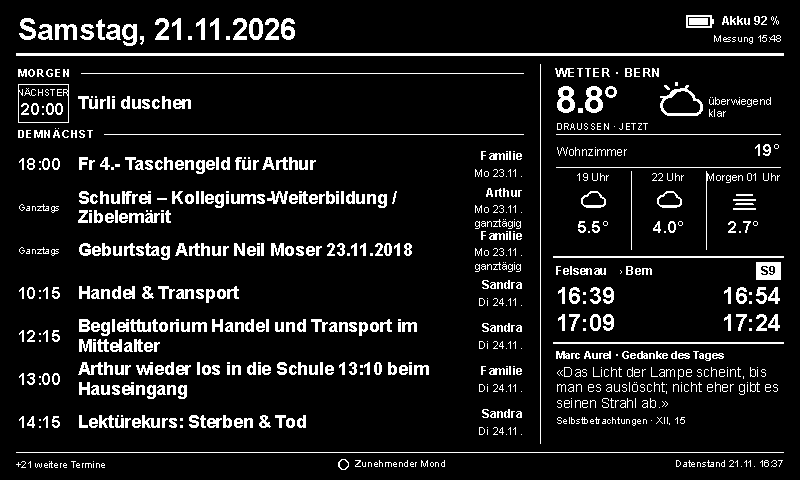 Samstag, 21.11.2026
Akku 92 %
Messung 15:48
MORGEN
NÄCHSTER
20:00
Türli duschen
DEMNÄCHST
18:00
Fr 4.- Taschengeld für Arthur
Familie
Mo 23.11.
Ganztags
Schulfrei – Kollegiums-Weiterbildung /
Zibelemärit
Arthur
Mo 23.11.
ganztägig
Ganztags
Geburtstag Arthur Neil Moser 23.11.2018
Familie
Mo 23.11.
ganztägig
10:15
Handel & Transport
Sandra
Di 24.11.
12:15
Begleittutorium Handel und Transport im
Mittelalter
Sandra
Di 24.11.
13:00
Arthur wieder los in die Schule 13:10 beim
Hauseingang
Familie
Di 24.11.
14:15
Lektürekurs: Sterben & Tod
Sandra
Di 24.11.
WETTER · BERN
8.8°
überwiegend
klar
DRAUSSEN · JETZT
Wohnzimmer 19°
19 Uhr
5.5°
22 Uhr
4.0°
Morgen 01 Uhr
2.7°
Felsenau › Bern S9
16:39 16:54
17:09 17:24
Marc Aurel · Gedanke des Tages
«Das Licht der Lampe scheint, bis
man es auslöscht; nicht eher gibt es
seinen Strahl ab.»
Selbstbetrachtungen · XII, 15
+21 weitere Termine
Zunehmender Mond
Datenstand 21.11. 16:37